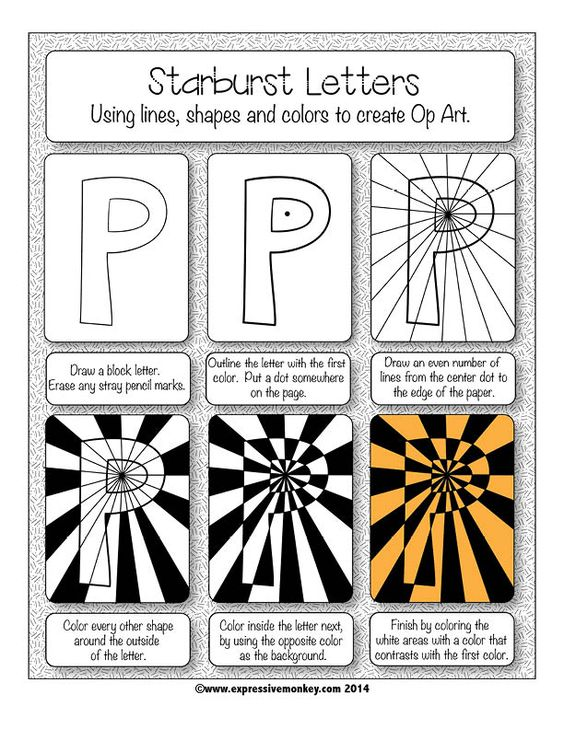 Starburst Letters
Using lines, shapes and colors to create Op Art.
P
P
P
Draw a block letter.
Erase any stray pencil marks.
Outline the letter with the first
color. Put a dot somewhere
on the page.
Draw an even number of
lines from the center dot to
the edge of the paper.
P
P
P
Color every other shape
around the outside
of the letter.
Color inside the letter next,
by using the opposite color
as the background.
Finish by coloring the
white areas with a color that
contrasts with the first color.
©www.expressivemonkey.com 2014